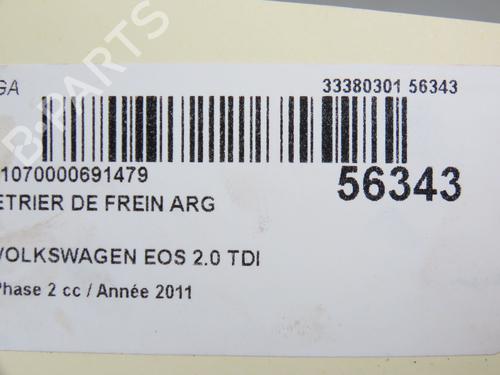 GA
33380301 56343
1070000691479
56343
ETRIER DE FREIN ARG
VOLKSWAGEN EOS 2.0 TDI
Phase 2 cc / Année 2011
B-PARTS